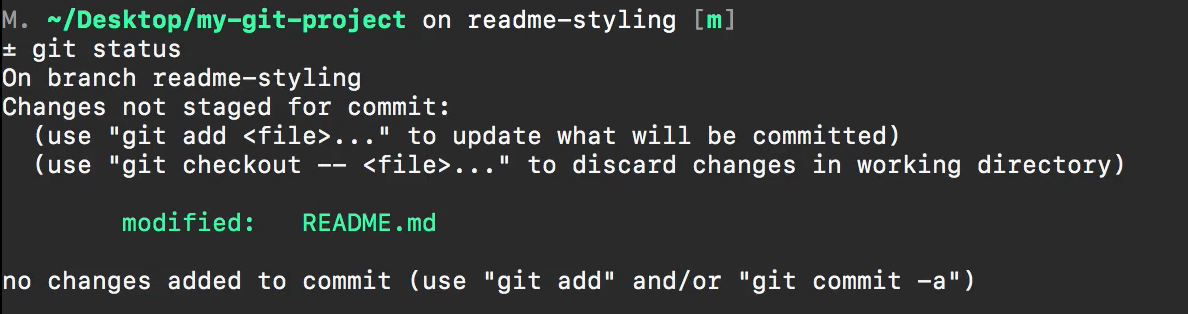 M. ~/Desktop/my-git-project on readme-styling [m]
± git status
On branch readme-styling
Changes not staged for commit:
  (use "git add <file>..." to update what will be committed)
  (use "git checkout -- <file>..." to discard changes in working directory)

        modified:   README.md

no changes added to commit (use "git add" and/or "git commit -a")